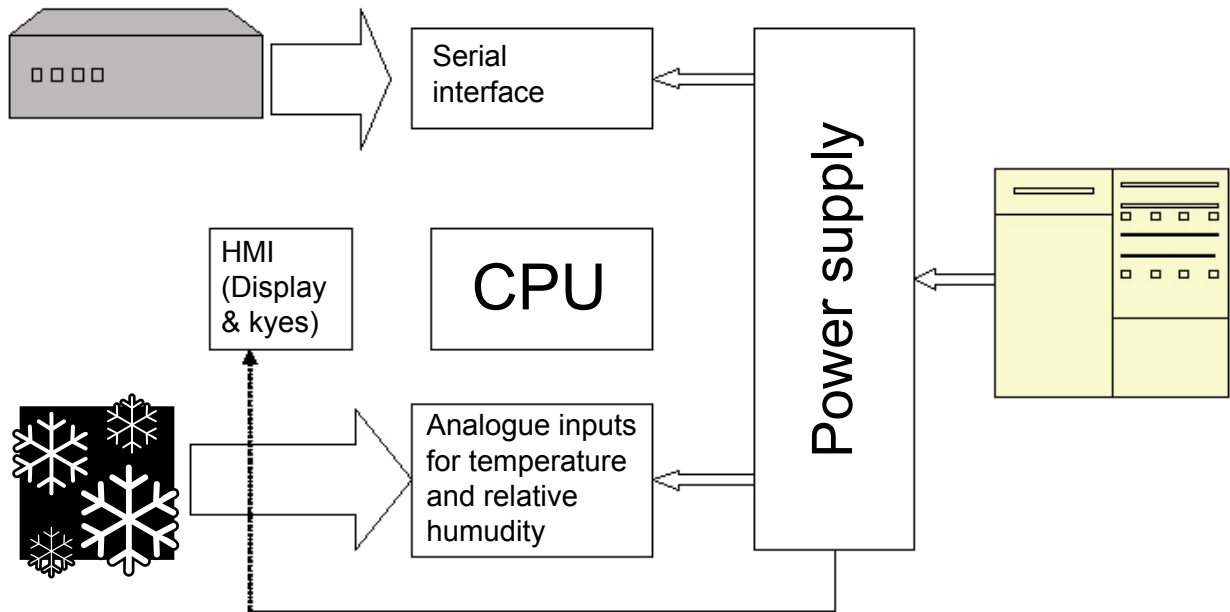 Serial
interface
HMI
(Display
& kyes)
CPU
Power supply
Analogue inputs
for temperature
and relative
humudity